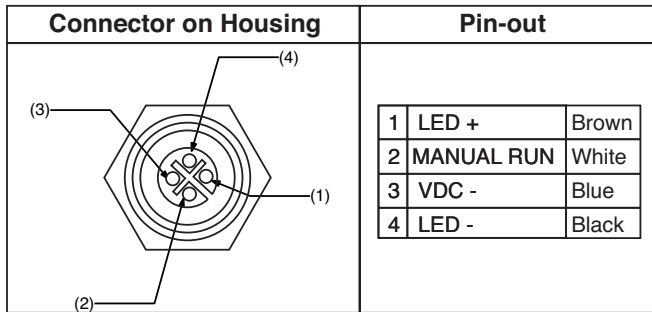 Connector on Housing
Pin-out
(4)
(3)
(1)
(2)
1 LED + Brown
2 MANUAL RUN White
3 VDC - Blue
4 LED - Black